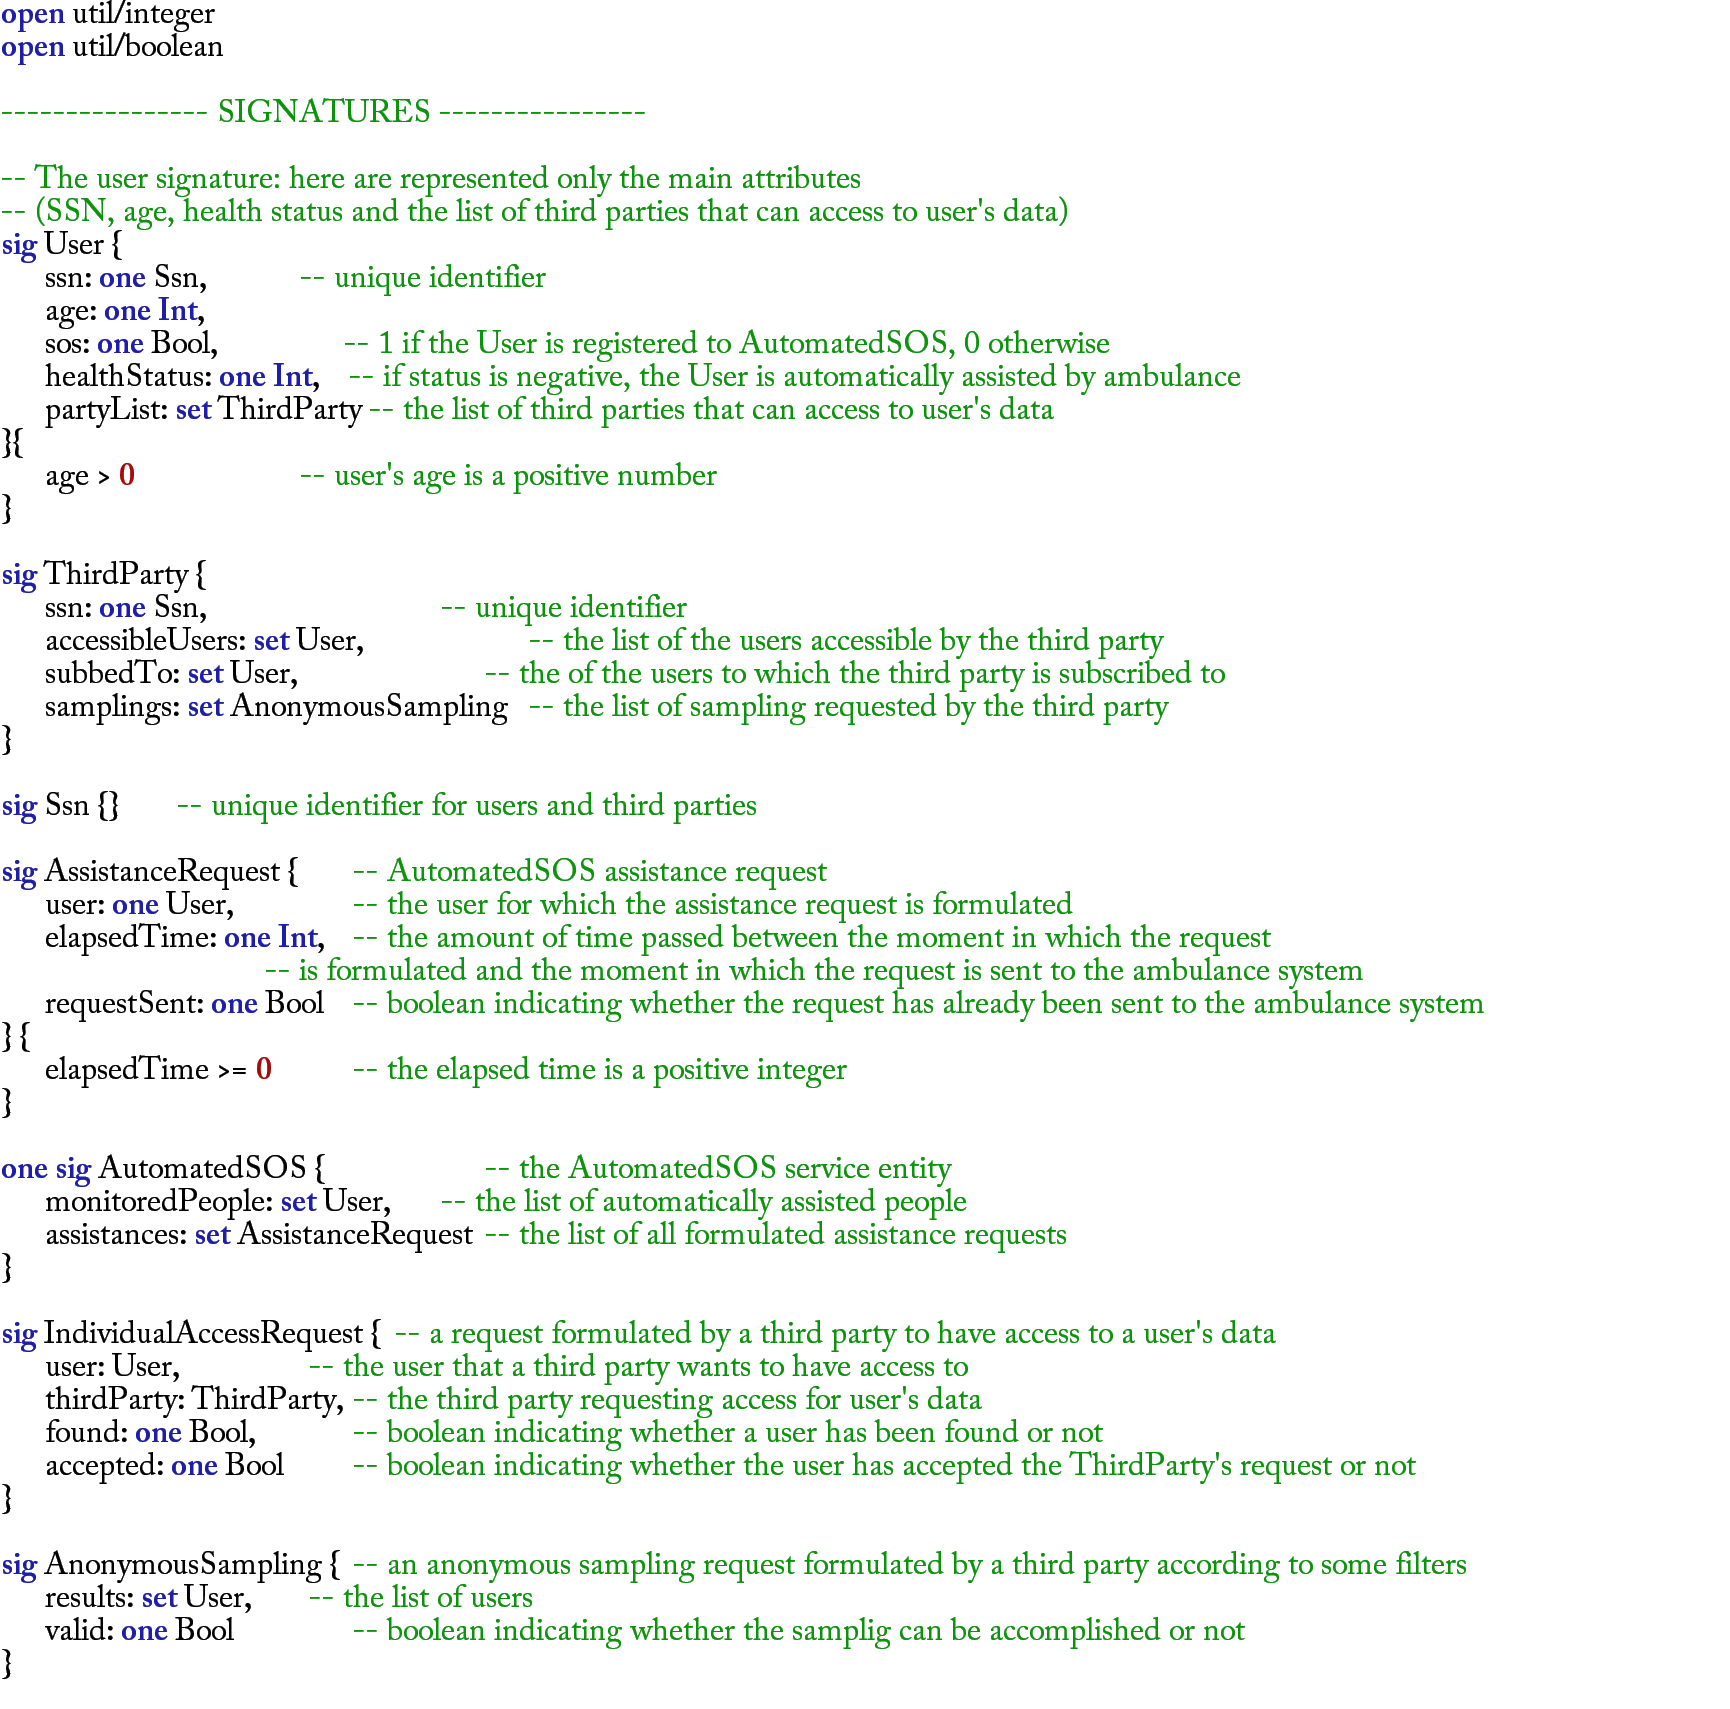 open util/integer
open util/boolean
---------------- SIGNATURES ----------------
-- The user signature: here are represented only the main attributes
-- (SSN, age, health status and the list of third parties that can access to user's data)
sig User {
ssn: one Ssn, -- unique identifier
age: one Int,
sos: one Bool, -- 1 if the User is registered to AutomatedSOS, 0 otherwise
healthStatus: one Int, -- if status is negative, the User is automatically assisted by ambulance
partyList: set ThirdParty -- the list of third parties that can access to user's data
}{
age > 0 -- user's age is a positive number
}
sig ThirdParty {
ssn: one Ssn, -- unique identifier
accessibleUsers: set User, -- the list of the users accessible by the third party
subbedTo: set User, -- the of the users to which the third party is subscribed to
samplings: set AnonymousSampling -- the list of sampling requested by the third party
}
sig Ssn {} -- unique identifier for users and third parties
sig AssistanceRequest { -- AutomatedSOS assistance request
user: one User, -- the user for which the assistance request is formulated
elapsedTime: one Int, -- the amount of time passed between the moment in which the request
-- is formulated and the moment in which the request is sent to the ambulance system
requestSent: one Bool -- boolean indicating whether the request has already been sent to the ambulance system
} {
elapsedTime >= 0 -- the elapsed time is a positive integer
}
one sig AutomatedSOS { -- the AutomatedSOS service entity
monitoredPeople: set User, -- the list of automatically assisted people
assistances: set AssistanceRequest -- the list of all formulated assistance requests
}
sig IndividualAccessRequest { -- a request formulated by a third party to have access to a user's data
user: User, -- the user that a third party wants to have access to
thirdParty: ThirdParty, -- the third party requesting access for user's data
found: one Bool, -- boolean indicating whether a user has been found or not
accepted: one Bool -- boolean indicating whether the user has accepted the ThirdParty's request or not
}
sig AnonymousSampling { -- an anonymous sampling request formulated by a third party according to some filters
results: set User, -- the list of users
valid: one Bool -- boolean indicating whether the samplig can be accomplished or not
}